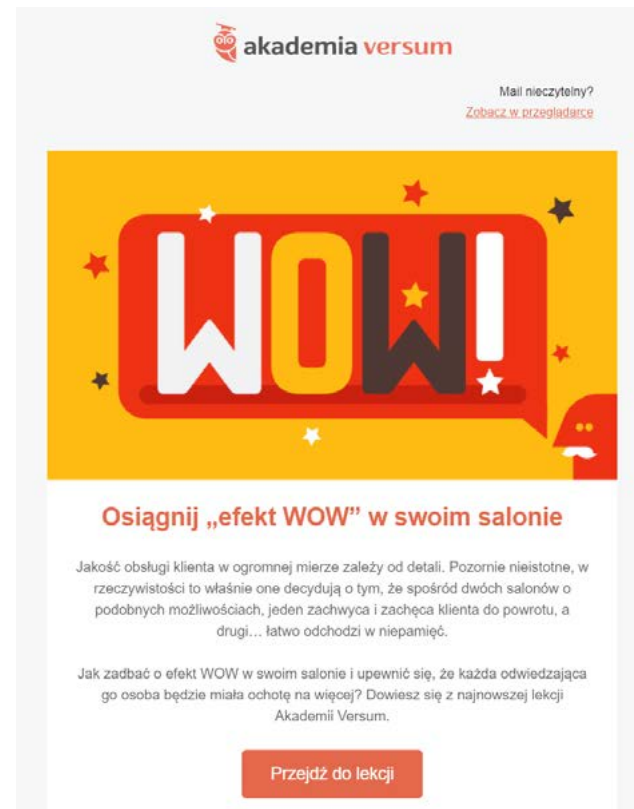 akademia versum
Mail nieczytelny?
Zobacz w przeglądarce
WOW!
Osiągnij „efekt WOW” w swoim salonie
Jakość obsługi klienta w ogromnej mierze zależy od detali. Pozornie nieistotne, w
rzeczywistości to właśnie one decydują o tym, że spośród dwóch salonów o
podobnych możliwościach, jeden zachwyca i zachęca klienta do powrotu, a
drugi… łatwo odchodzi w niepamięć.
Jak zadbać o efekt WOW w swoim salonie i upewnić się, że każda odwiedzająca
go osoba będzie miała ochotę na więcej? Dowiesz się z najnowszej lekcji
Akademii Versum.
Przejdź do lekcji